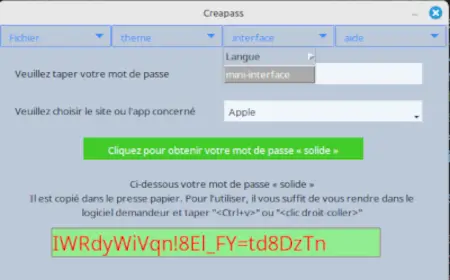 Creapass
Fichier theme interface aide
Langue
mini-interface
Veuillez taper votre mot de passe
Veuillez choisir le site ou l'app concerné Apple
Cliquez pour obtenir votre mot de passe « solide »
Ci-dessous votre mot de passe « solide »
Il est copié dans le presse papier. Pour l'utiliser, il vous suffit de vous rendre dans le
logiciel demandeur et taper "<Ctrl+v>" ou "<clic droit-coller>"
IWRdyWiVqn!8El_FY=td8DzTn